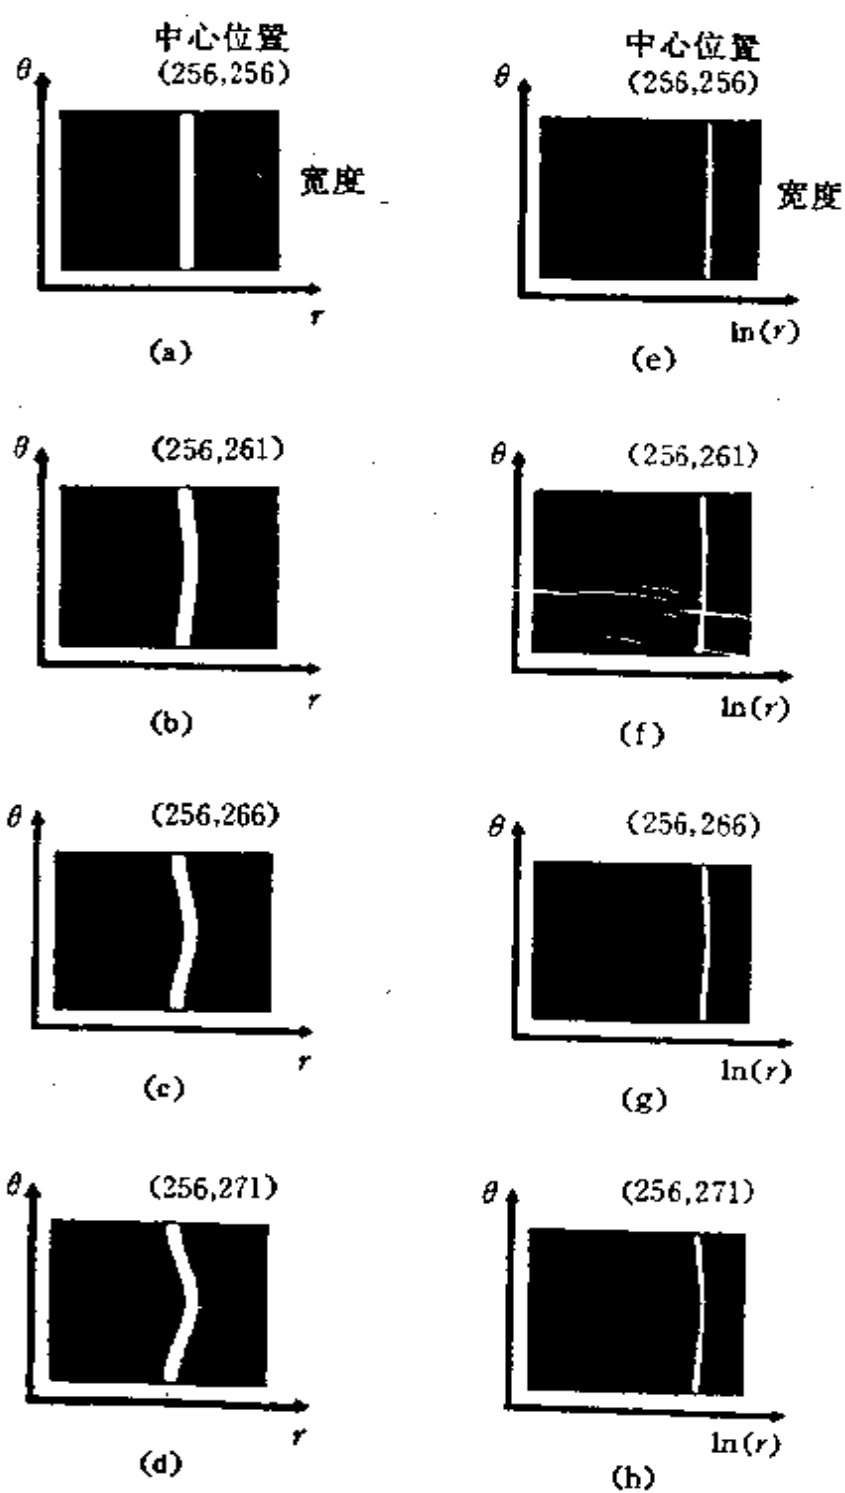 中心位置
(256,256)
θ
宽度
r
(a)
中心位置
(256,256)
θ
宽度
ln(r)
(e)
(256,261)
θ
r
(b)
(256,261)
θ
ln(r)
(f)
(256,266)
θ
r
(c)
(256,266)
θ
ln(r)
(g)
(256,271)
θ
r
(d)
(256,271)
θ
ln(r)
(h)